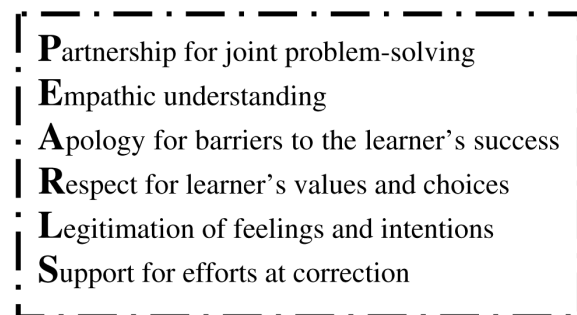 Partnership for joint problem-solving
Empathic understanding
Apology for barriers to the learner's success
Respect for learner's values and choices
Legitimation of feelings and intentions
Support for efforts at correction